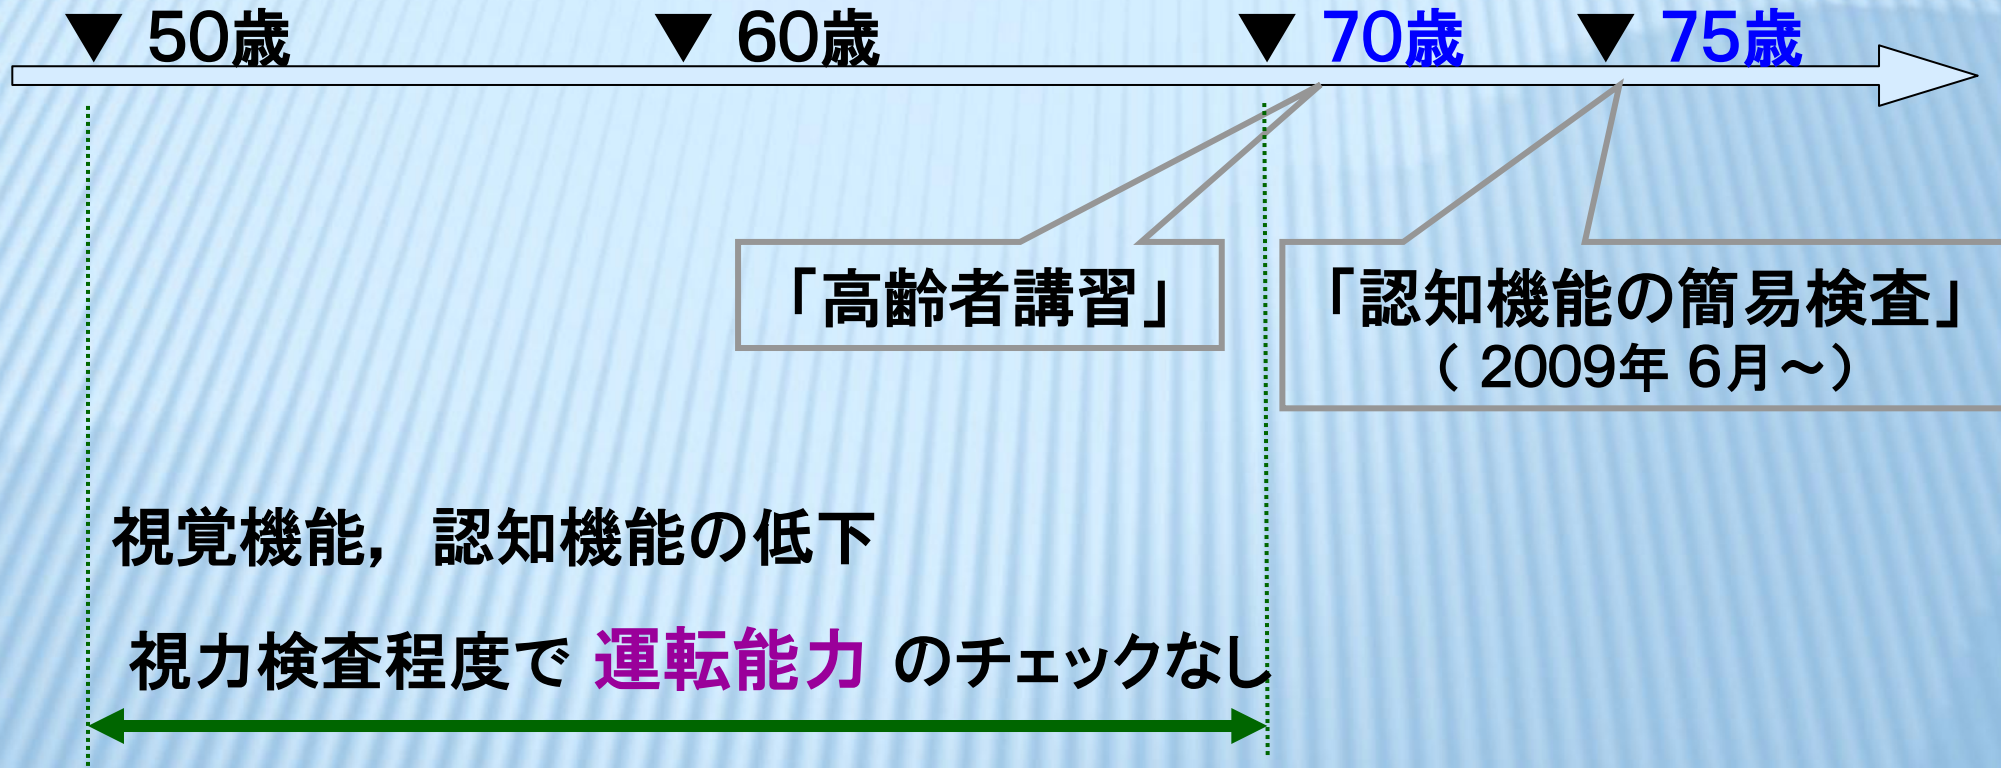 ▼ 50歳 ▼ 60歳 ▼ 70歳 ▼ 75歳
「高齢者講習」
「認知機能の簡易検査」
（ 2009年 6月～）
視覚機能，認知機能の低下
視力検査程度で 運転能力 のチェックなし